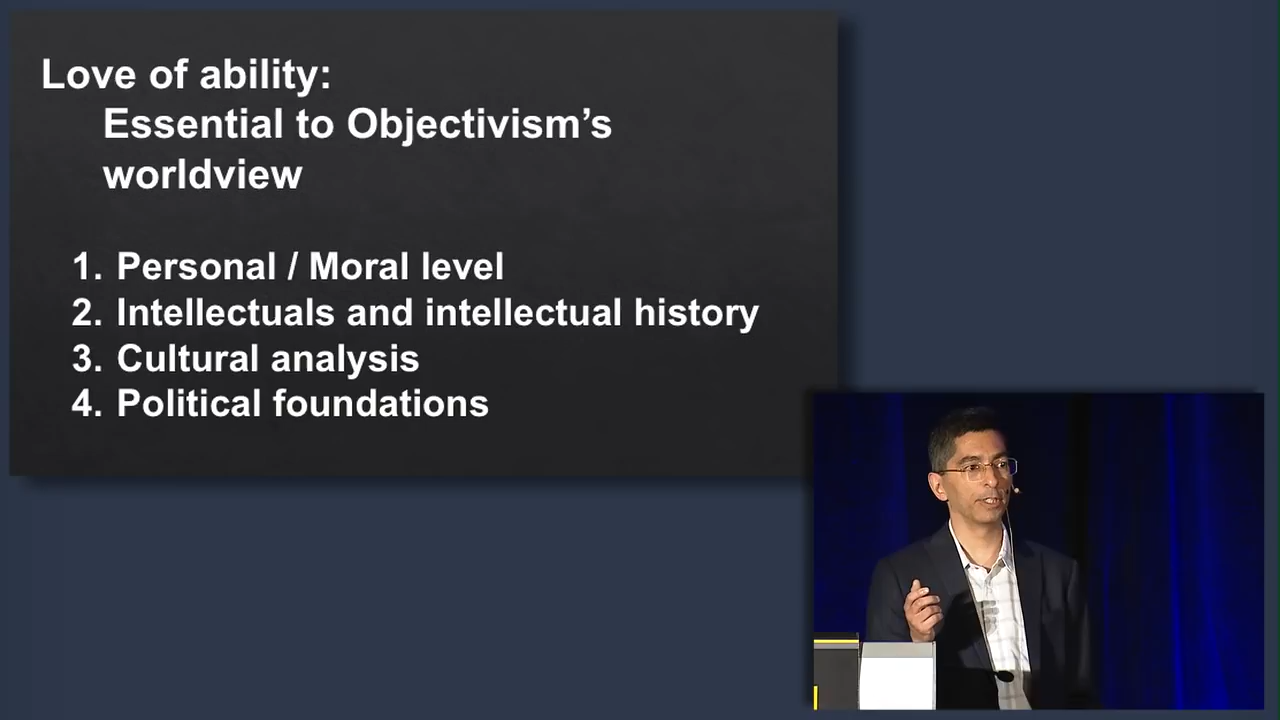 Love of ability:
Essential to Objectivism’s
worldview
1. Personal / Moral level
2. Intellectuals and intellectual history
3. Cultural analysis
4. Political foundations